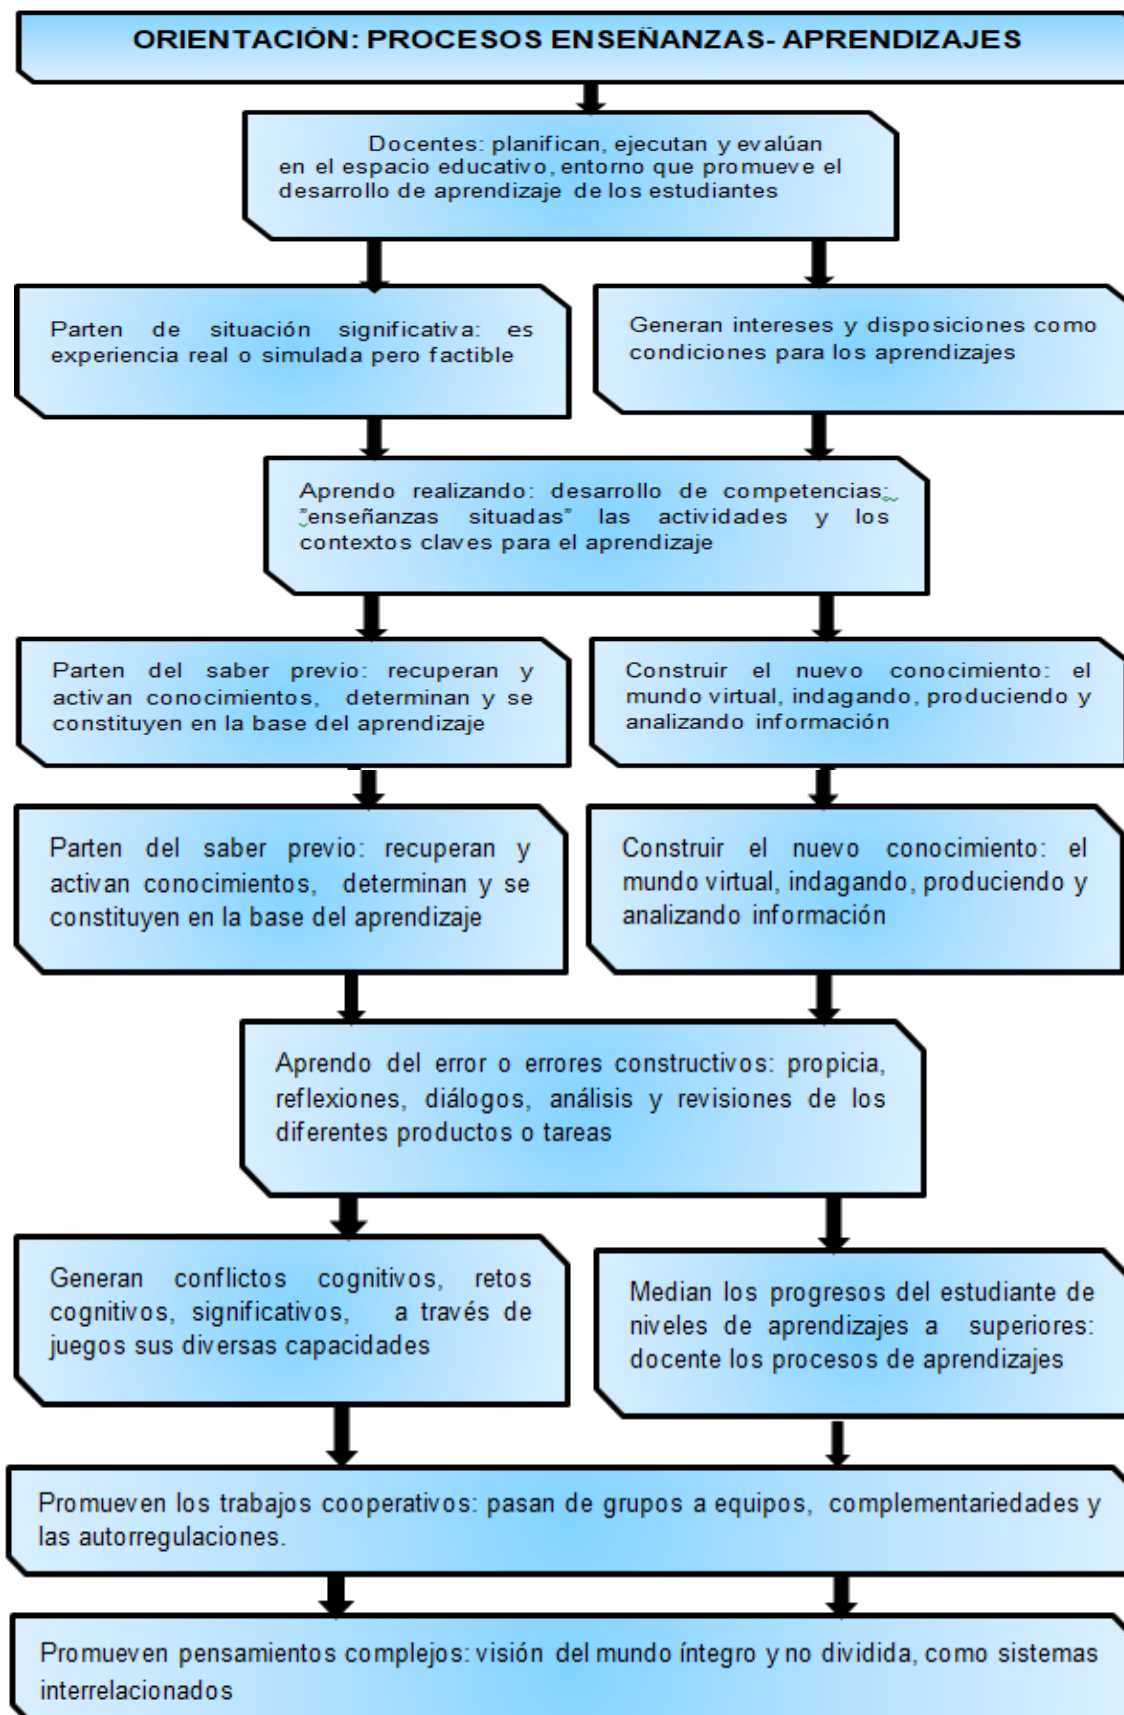 ORIENTACIÓN: PROCESOS ENSEÑANZAS- APRENDIZAJES
Docentes: planifican, ejecutan y evalúan
en el espacio educativo, entorno que promueve el
desarrollo de aprendizaje de los estudiantes
Parten de situación significativa: es
experiencia real o simulada pero factible
Generan intereses y disposiciones como
condiciones para los aprendizajes
Aprendo realizando: desarrollo de competencias:
"enseñanzas situadas" las actividades y los
contextos claves para el aprendizaje
Parten del saber previo: recuperan y
activan conocimientos, determinan y se
constituyen en la base del aprendizaje
Construir el nuevo conocimiento: el
mundo virtual, indagando, produciendo y
analizando información
Parten del saber previo: recuperan y
activan conocimientos, determinan y se
constituyen en la base del aprendizaje
Construir el nuevo conocimiento: el
mundo virtual, indagando, produciendo y
analizando información
Aprendo del error o errores constructivos: propicia,
reflexiones, diálogos, análisis y revisiones de los
diferentes productos o tareas
Generan conflictos cognitivos, retos
cognitivos, significativos, a través de
juegos sus diversas capacidades
Median los progresos del estudiante de
niveles de aprendizajes a superiores:
docente los procesos de aprendizajes
Promueven los trabajos cooperativos: pasan de grupos a equipos, complementariedades y
las autorregulaciones.
Promueven pensamientos complejos: visión del mundo íntegro y no dividida, como sistemas
interrelacionados